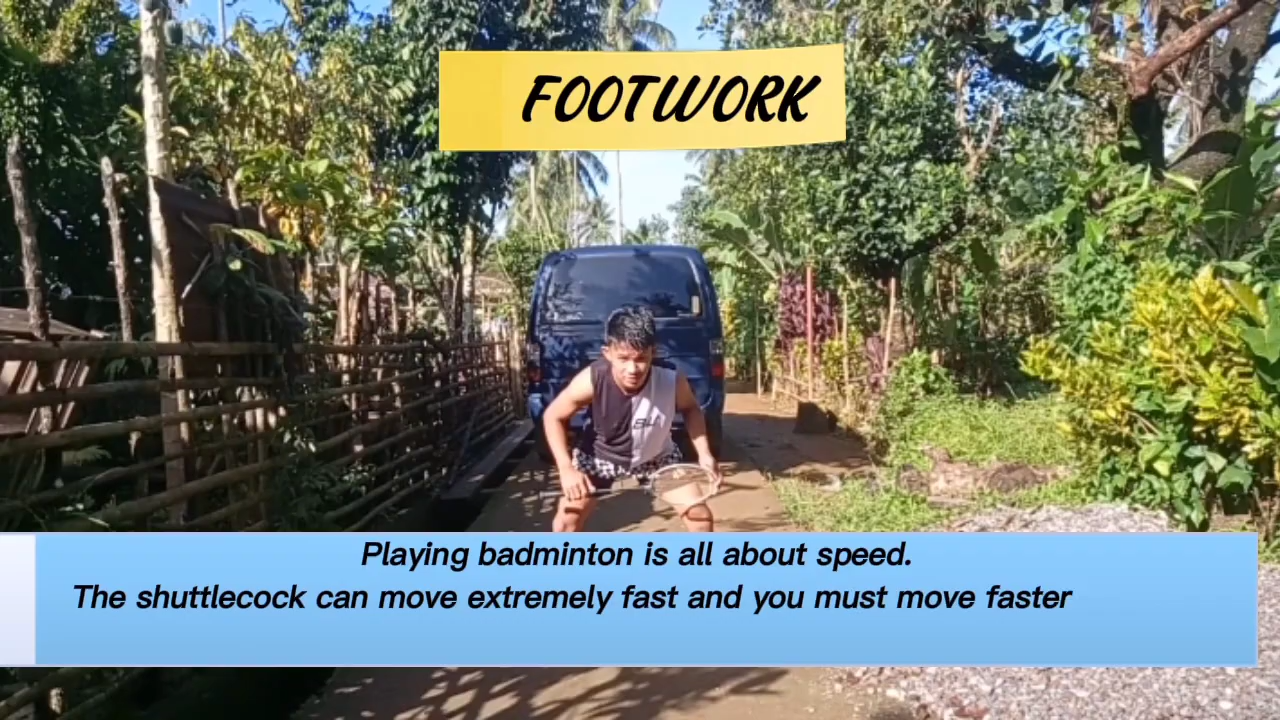 FOOTWORK
Playing badminton is all about speed.
The shuttlecock can move extremely fast and you must move faster